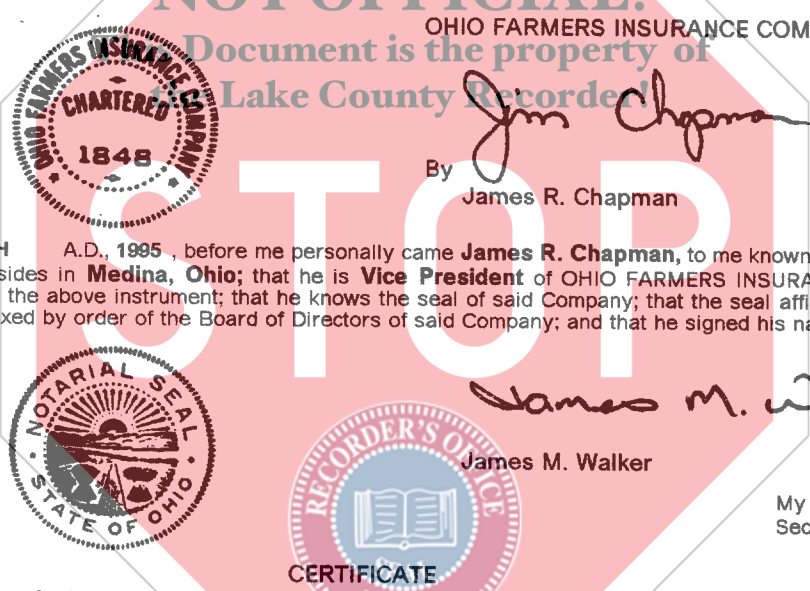 NOT OFFICIAL!
OHIO FARMERS INSURANCE COM
This Document is the property of
the Lake County Recorder!
OHIO FARMERS INSURANCE COMPANY
CHARTERED
1848
Jim Chapman
By
James R. Chapman
STOP
H A.D., 1995 , before me personally came James R. Chapman, to me known
sides in Medina, Ohio; that he is Vice President of OHIO FARMERS INSURA
the above instrument; that he knows the seal of said Company; that the seal affi
xed by order of the Board of Directors of said Company; and that he signed his na
NOTARIAL SEAL
STATE OF OHIO
James M. W
RECORDER'S OFFICE
James M. Walker
My
Sec
CERTIFICATE